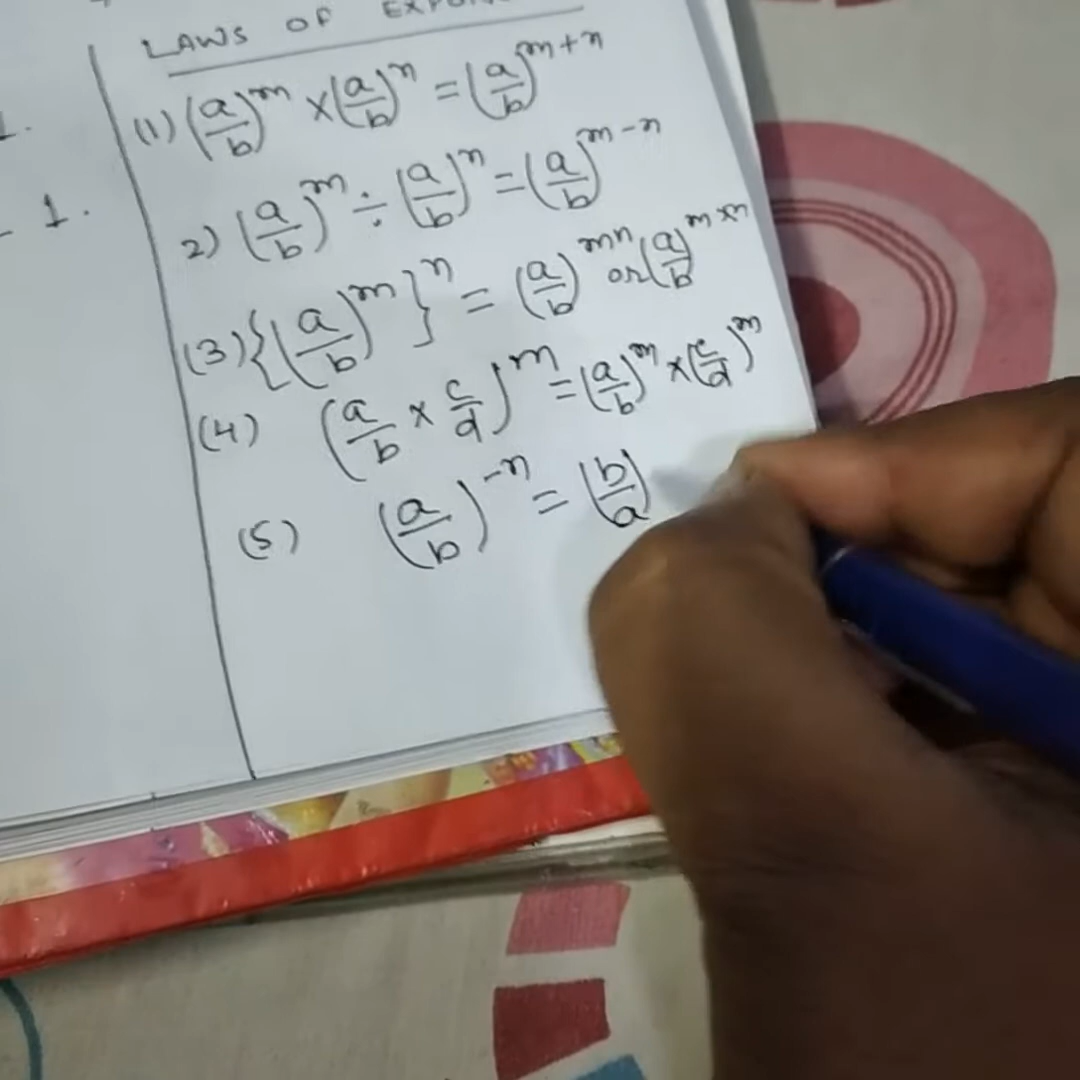 LAWS OF
1.
1.
(1) (a/b)^m × (a/b)^n = (a/b)^m+n
2) (a/b)^m ÷ (a/b)^n = (a/b)^m-n
(3) {(a/b)^m}^n = (a/b)^mn or (a/b)^m×n
(4) (a/b × c/d)^m = (a/b)^m × (c/d)^m
(5) (a/b)^-n = (b/a)